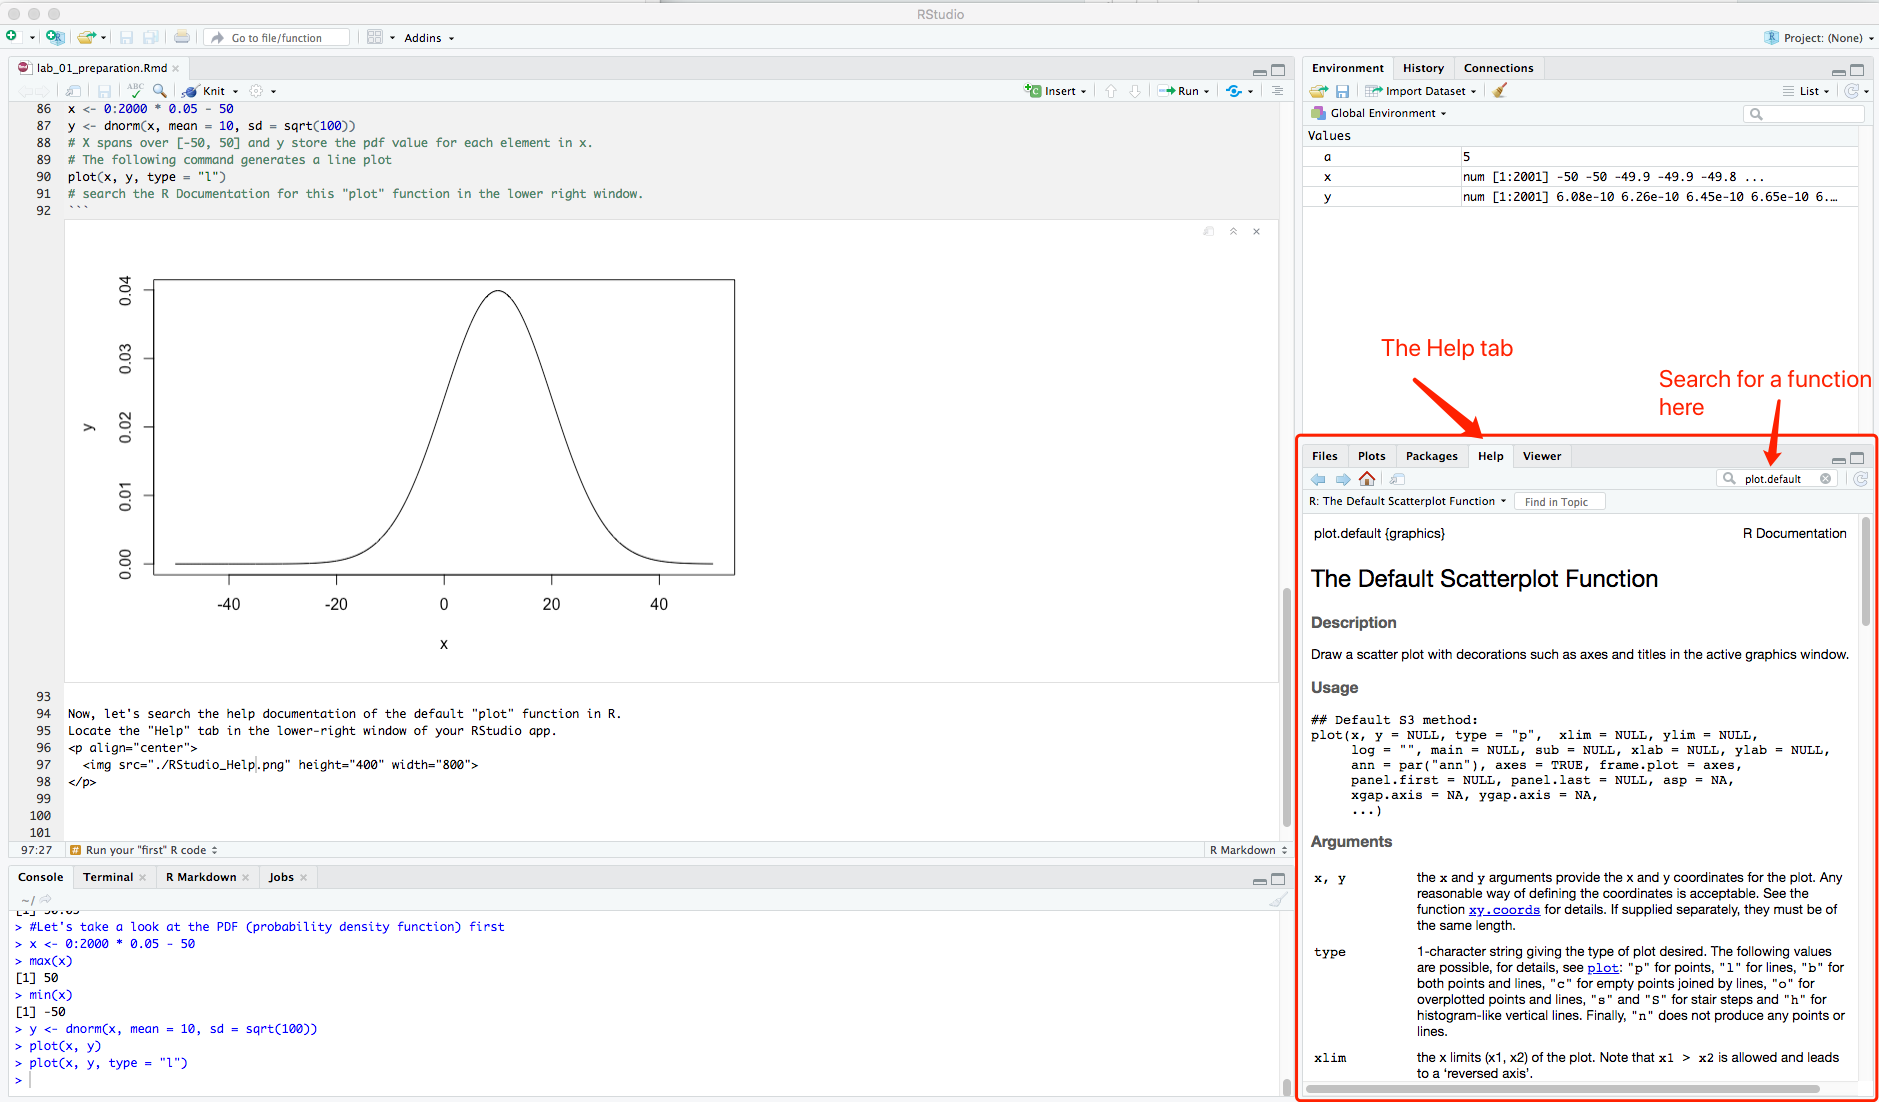 RStudio
Go to file/function
Addins
Project: (None)
lab_01_preparation.Rmd
ABC
Knit
Insert
Run
86 x <- 0:2000 * 0.05 - 50
87 y <- dnorm(x, mean = 10, sd = sqrt(100))
88 # X spans over [-50, 50] and y store the pdf value for each element in x.
89 # The following command generates a line plot
90 plot(x, y, type = "l")
91 # search the R Documentation for this "plot" function in the lower right window.
92 ```
0.04
0.03
0.02
0.01
0.00
y
-40 -20 0 20 40
x
93
94 Now, let's search the help documentation of the default "plot" function in R.
95 Locate the "Help" tab in the lower-right window of your RStudio app.
96 <p align="center">
97 <img src="./RStudio_Help.png" height="400" width="800">
98 </p>
99
100
101
97:27 # Run your "first" R code
R Markdown
Console Terminal R Markdown Jobs
~/
> #Let's take a look at the PDF (probability density function) first
> x <- 0:2000 * 0.05 - 50
> max(x)
[1] 50
> min(x)
[1] -50
> y <- dnorm(x, mean = 10, sd = sqrt(100))
> plot(x, y)
> plot(x, y, type = "l")
>
Environment History Connections
Import Dataset
List
Global Environment
Values
a 5
x num [1:2001] -50 -50 -49.9 -49.9 -49.8 ...
y num [1:2001] 6.08e-10 6.26e-10 6.45e-10 6.65e-10 6.…
The Help tab
Search for a function
here
Files Plots Packages Help Viewer
plot.default
R: The Default Scatterplot Function
Find in Topic
plot.default {graphics} R Documentation
The Default Scatterplot Function
Description
Draw a scatter plot with decorations such as axes and titles in the active graphics window.
Usage
## Default S3 method:
plot(x, y = NULL, type = "p", xlim = NULL, ylim = NULL,
log = "", main = NULL, sub = NULL, xlab = NULL, ylab = NULL,
ann = par("ann"), axes = TRUE, frame.plot = axes,
panel.first = NULL, panel.last = NULL, asp = NA,
xgap.axis = NA, ygap.axis = NA,
...)
Arguments
x, y the x and y arguments provide the x and y coordinates for the plot. Any
reasonable way of defining the coordinates is acceptable. See the
function xy.coords for details. If supplied separately, they must be of
the same length.
type 1-character string giving the type of plot desired. The following values
are possible, for details, see plot: "p" for points, "l" for lines, "b" for
both points and lines, "c" for empty points joined by lines, "o" for
overplotted points and lines, "s" and "S" for stair steps and "h" for
histogram-like vertical lines. Finally, "n" does not produce any points or
lines.
xlim the x limits (x1, x2) of the plot. Note that x1 > x2 is allowed and leads
to a ‘reversed axis’.